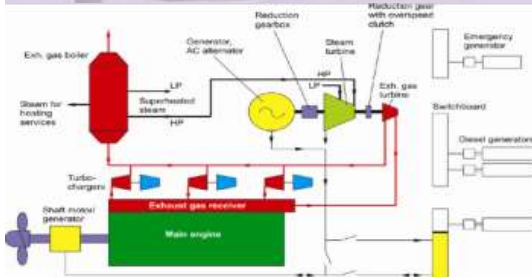 Reduction
gearbox
Reduction gear
with overspeed
clutch
Exh. gas boiler
Generator,
AC alternator
Steam
turbine
Emergency
generator
LP
HP
LP
Exh. gas
turbine
Steam for
heating
services
Superheated
steam
HP
Switchboard
Diesel generators
Turbo-
chargers
Exhaust gas receiver
Shaft motor/
generator
Main engine